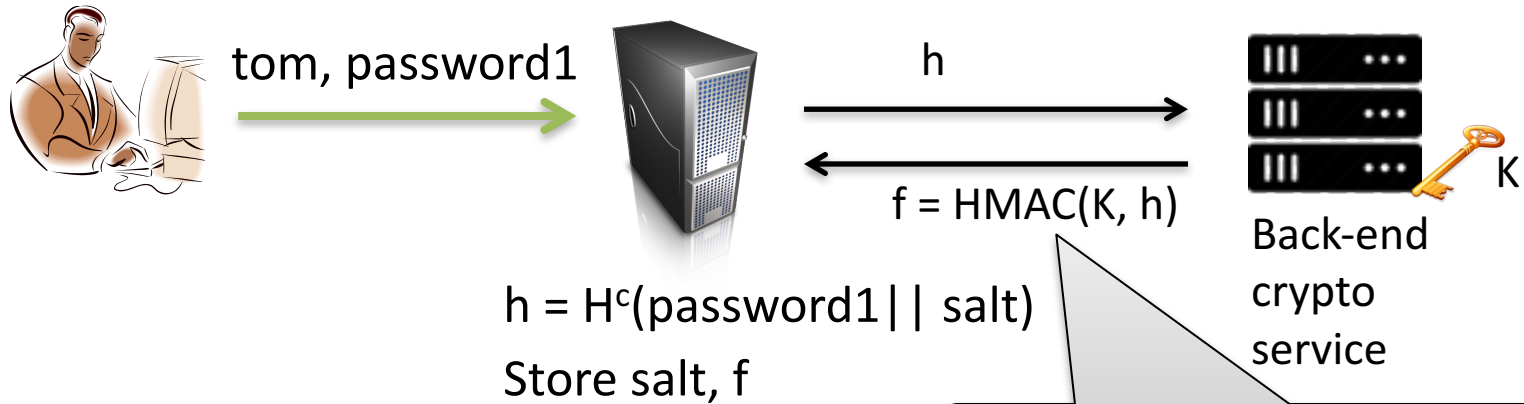 tom, password1
h
f = HMAC(K, h)
K
Back-end
crypto
service
h = Hᶜ(password1|| salt)
Store salt, f